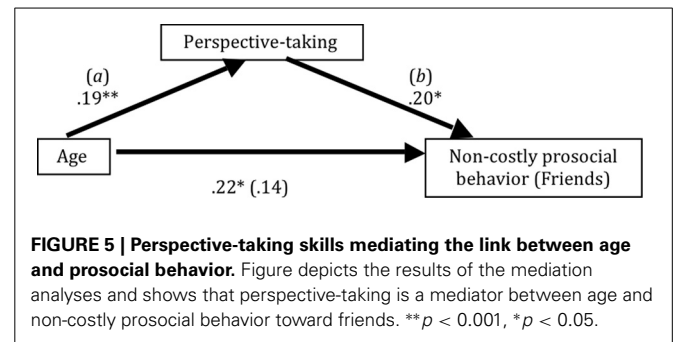 Perspective-taking
(a)
.19**
(b)
.20*
Age
Non-costly prosocial
behavior (Friends)
.22* (.14)
FIGURE 5 | Perspective-taking skills mediating the link between age
and prosocial behavior. Figure depicts the results of the mediation
analyses and shows that perspective-taking is a mediator between age and
non-costly prosocial behavior toward friends. **p < 0.001, *p < 0.05.